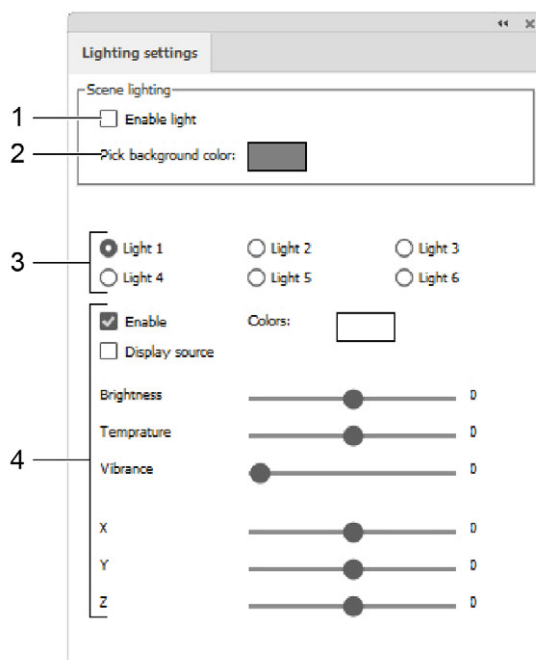 Lighting settings
Scene lighting
1 Enable light
2 Pick background color:
3 Light 1 Light 2 Light 3
Light 4 Light 5 Light 6
4 Enable Colors:
Display source
Brightness 0
Temprature 0
Vibrance 0
X 0
Y 0
Z 0